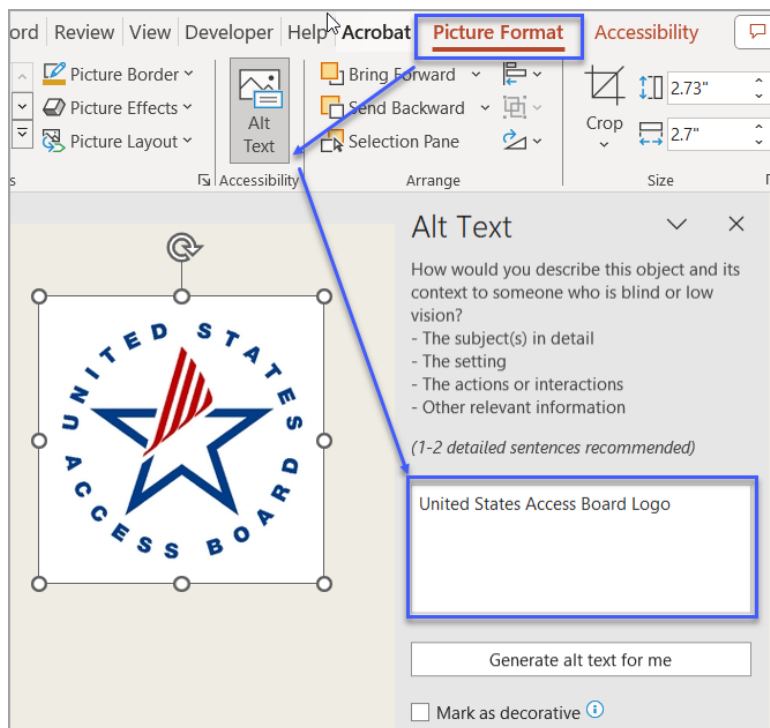 ord Review View Developer Help Acrobat Picture Format Accessibility
Picture Border
Picture Effects
Picture Layout
Alt
Text
Accessibility
Bring Forward
Send Backward
Selection Pane
Arrange
Crop
2.73"
2.7"
Size
s
UNITED STATES
ACCESS BOARD
Alt Text
How would you describe this object and its
context to someone who is blind or low
vision?
- The subject(s) in detail
- The setting
- The actions or interactions
- Other relevant information
(1-2 detailed sentences recommended)
United States Access Board Logo
Generate alt text for me
Mark as decorative